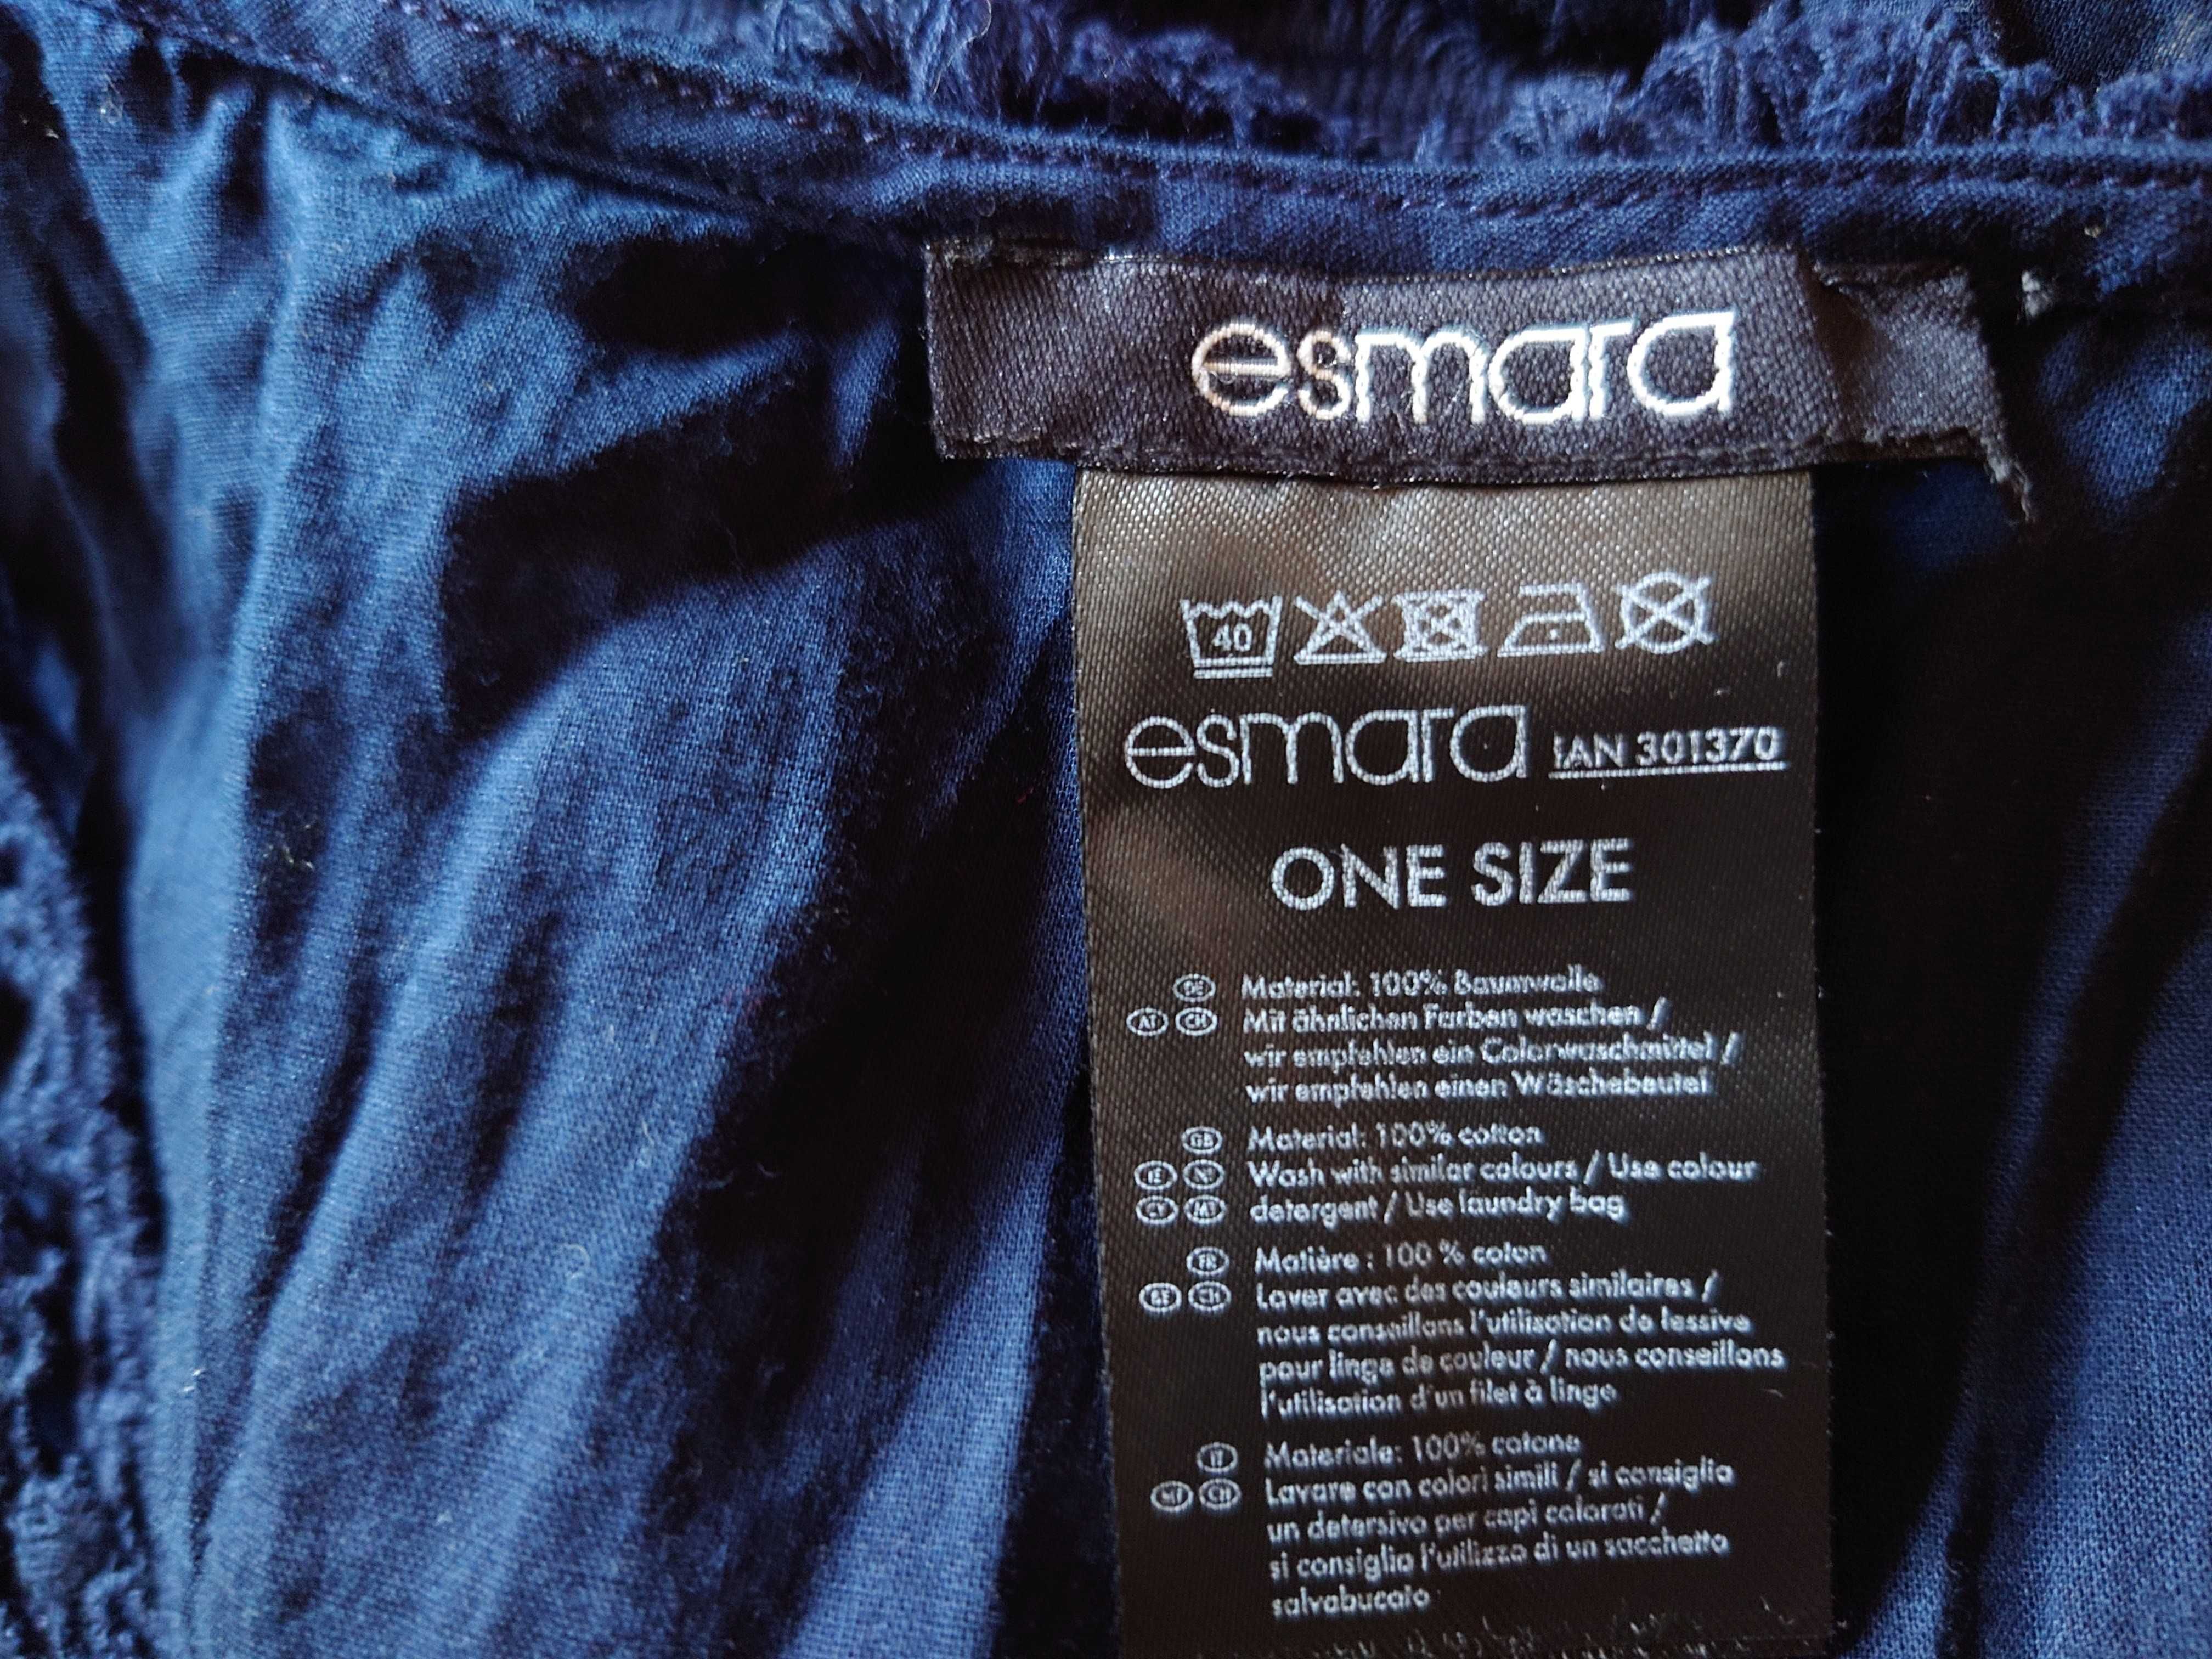 esmara
40
esmara IAN 301370
ONE SIZE
DE Material: 100% Baumwolle
AT CH Mit ähnlichen Farben waschen /
wir empfehlen ein Colorwaschmittel /
wir empfehlen einen Wäschebeutel
GB Material: 100% cotton
IE NI Wash with similar colours / Use colour
CY MT detergent / Use laundry bag
FR Matière : 100 % coton
BE CH Laver avec des couleurs similaires /
nous conseillons l'utilisation de lessive
pour linge de couleur / nous conseillons
l'utilisation d'un filet à linge
IT Materiale: 100% cotone
MT CH Lavare con colori simili / si consiglia
un detersivo per capi colorati /
si consiglia l'utilizzo di un sacchetto
salvabucato